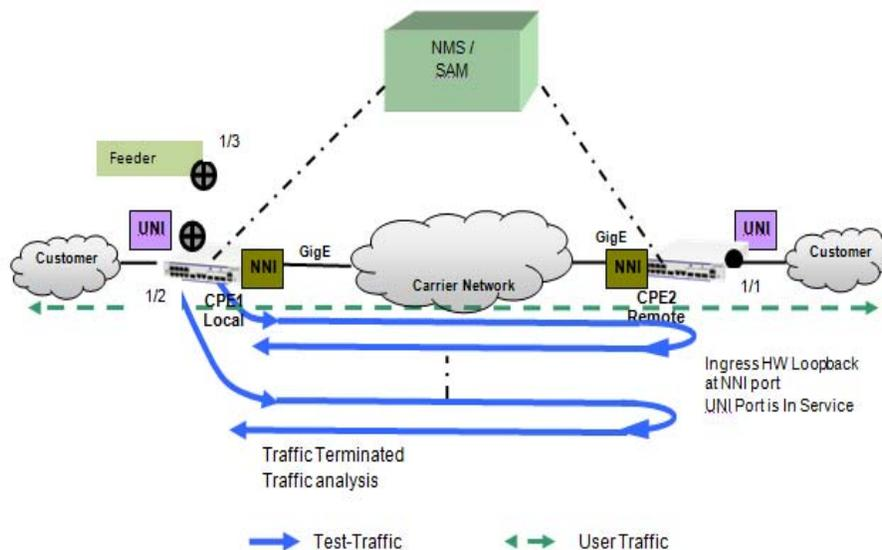 NMS /
SAM
1/3
Feeder
UNI
UNI
Customer
NNI
GigE
Carrier Network
GigE
NNI
Customer
1/2
CPE1
Local
CPE2
Remote
1/1
Ingress HW Loopback
at NNI port
UNI Port is In Service
Traffic Terminated
Traffic analysis
Test-Traffic
User Traffic